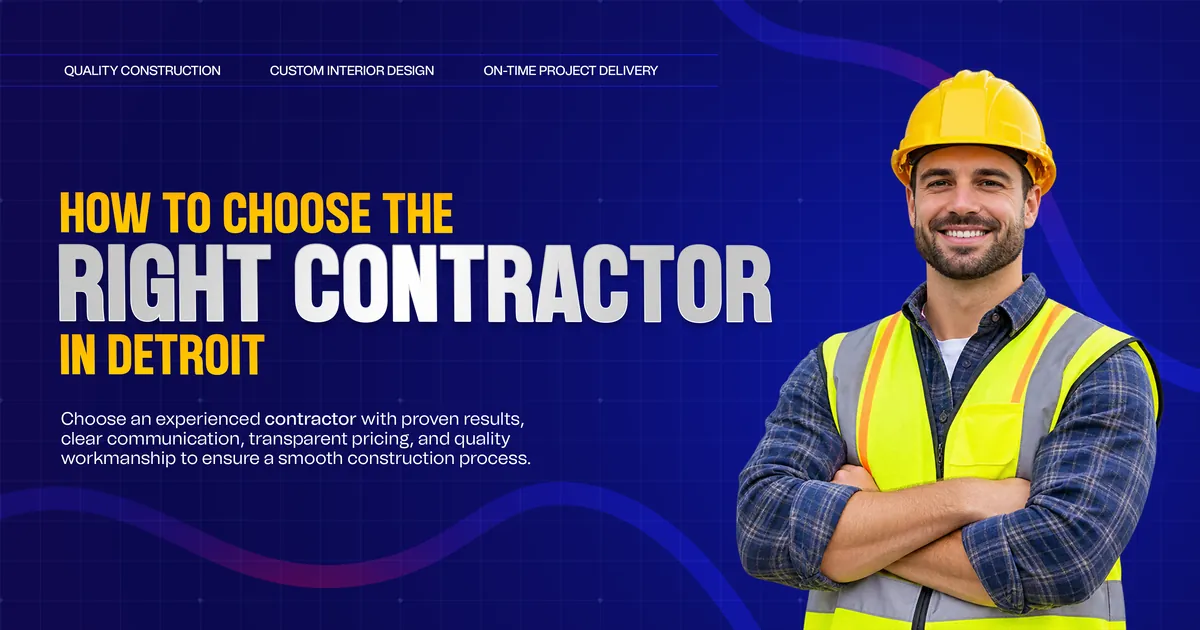 QUALITY CONSTRUCTION
CUSTOM INTERIOR DESIGN
ON-TIME PROJECT DELIVERY
HOW TO CHOOSE THE
RIGHT CONTRACTOR
IN DETROIT
Choose an experienced contractor with proven results,
clear communication, transparent pricing, and quality
workmanship to ensure a smooth construction process.